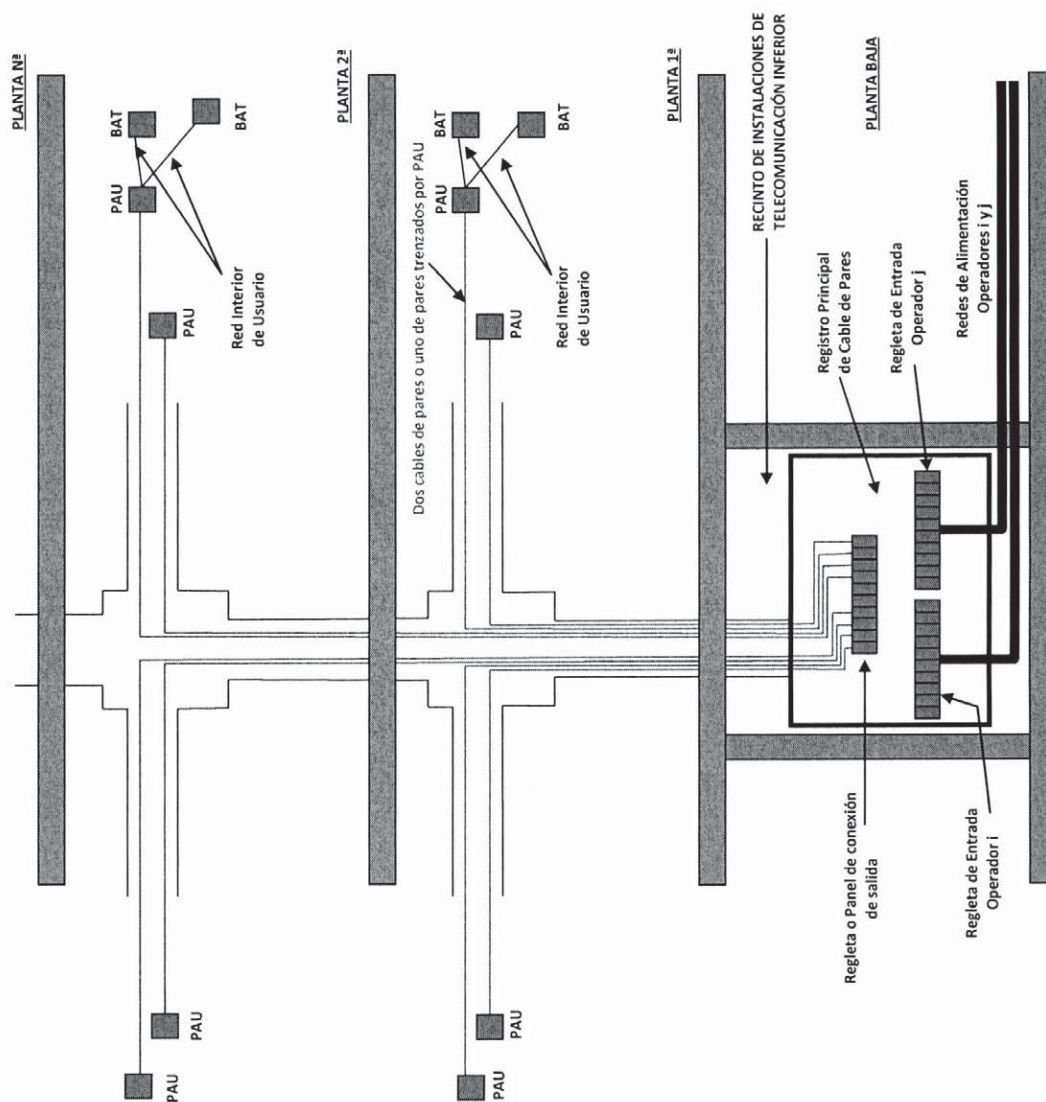 PLANTA Nª
BAT
BAT
PAU
Red Interior
de Usuario
PAU
PAU
PAU
PLANTA 2ª
BAT
BAT
PAU
Dos cables de pares o uno de pares trenzados por PAU
Red Interior
de Usuario
PAU
PAU
PAU
PLANTA 1ª
RECINTO DE INSTALACIONES DE
TELECOMUNICACIÓN INFERIOR
PLANTA BAJA
Registro Principal
de Cable de Pares
Regleta de Entrada
Operador j
Redes de Alimentación
Operadores i y j
Regleta o Panel de conexión
de salida
Regleta de Entrada
Operador i